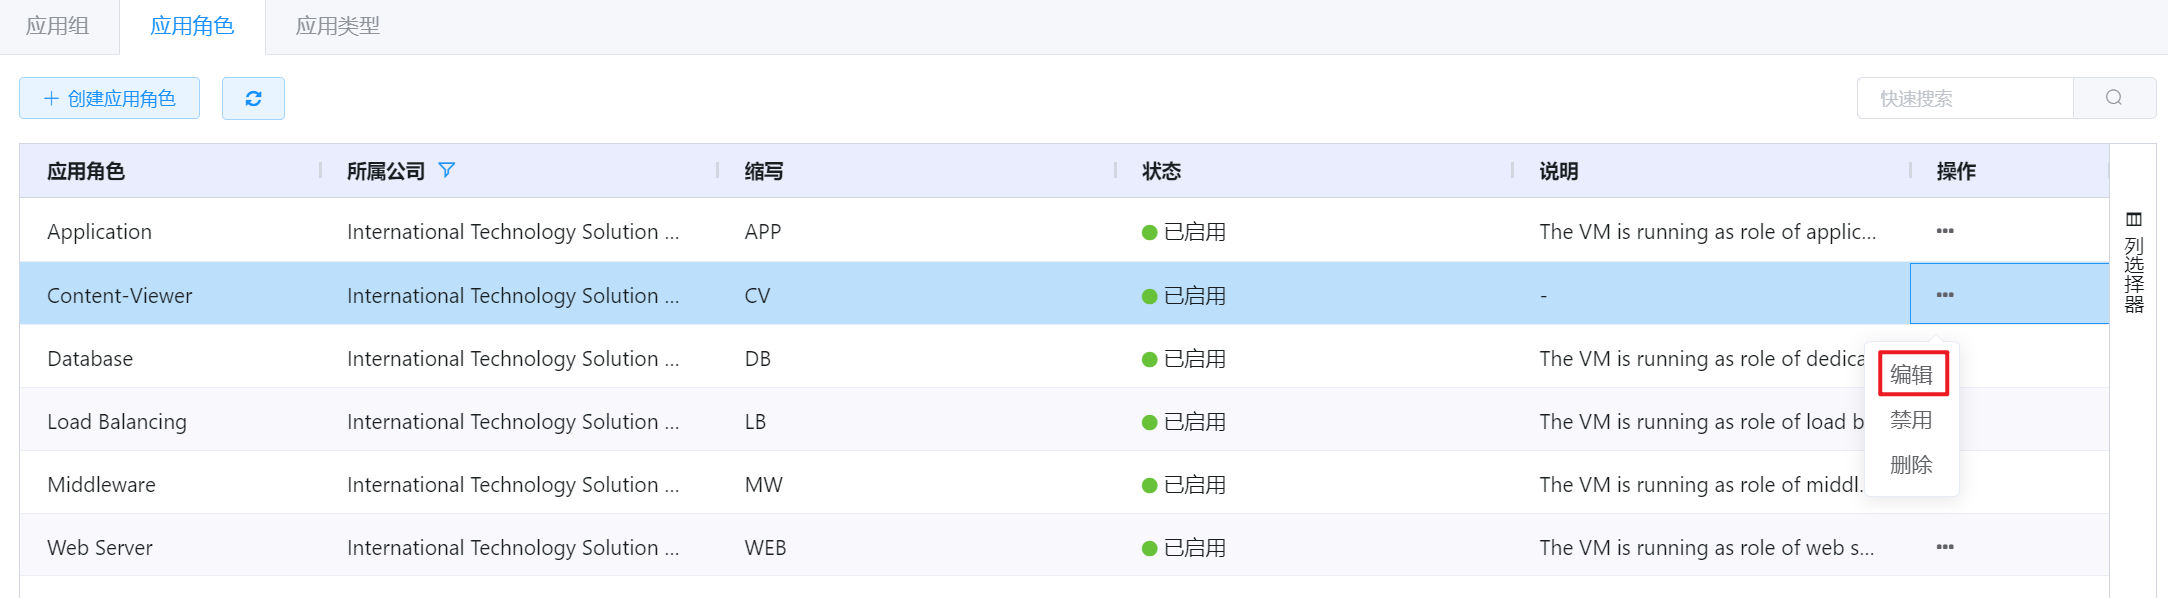 应用组 应用角色 应用类型
创建应用角色 快速搜索
应用角色 所属公司 缩写 状态 说明 操作
Application International Technology Solution ... APP 已启用 The VM is running as role of applic... •••
Content-Viewer International Technology Solution ... CV 已启用 - •••
Database International Technology Solution ... DB 已启用 The VM is running as role of dedica
编辑
Load Balancing International Technology Solution ... LB 已启用 The VM is running as role of load b
禁用
Middleware International Technology Solution ... MW 已启用 The VM is running as role of middl.
删除
Web Server International Technology Solution ... WEB 已启用 The VM is running as role of web s... •••
列选择器